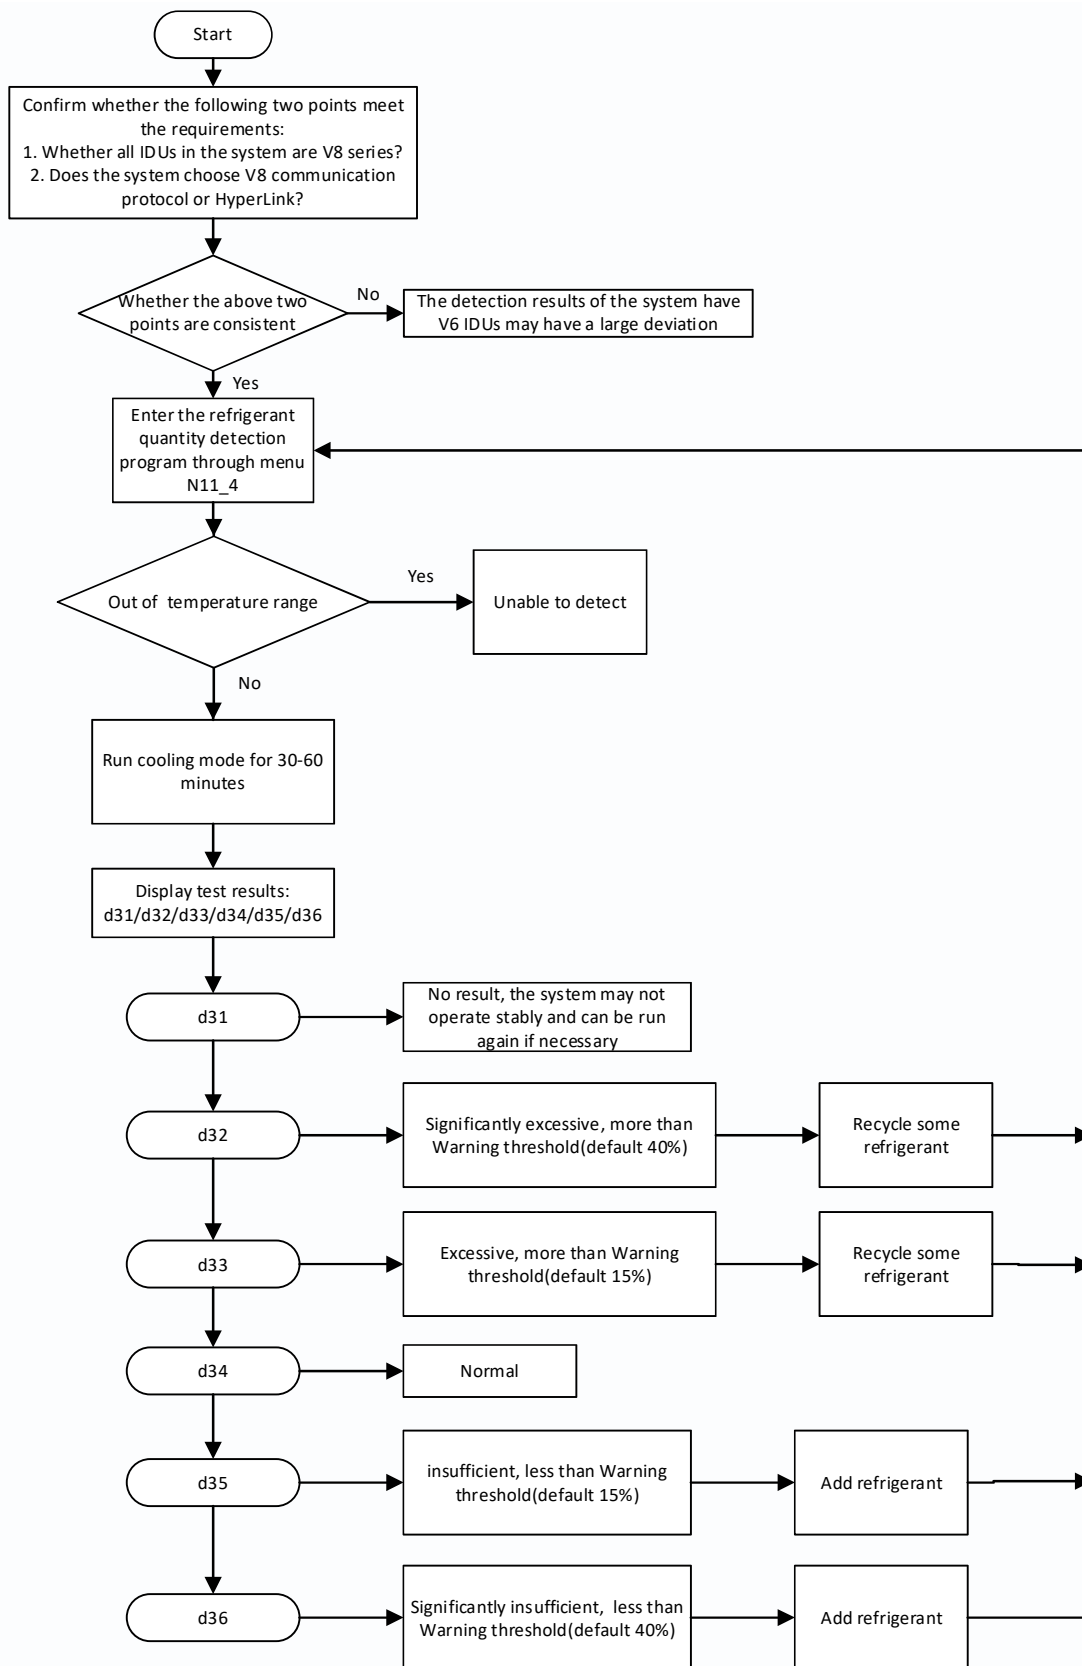 Start
Confirm whether the following two points meet
the requirements:
1. Whether all IDUs in the system are V8 series?
2. Does the system choose V8 communication
protocol or HyperLink?
Whether the above two
points are consistent
No
The detection results of the system have
V6 IDUs may have a large deviation
Yes
Enter the refrigerant
quantity detection
program through menu
N11_4
Out of temperature range
Yes
Unable to detect
No
Run cooling mode for 30-60
minutes
Display test results:
d31/d32/d33/d34/d35/d36
d31
No result, the system may not
operate stably and can be run
again if necessary
d32
Significantly excessive, more than
Warning threshold(default 40%)
Recycle some
refrigerant
d33
Excessive, more than Warning
threshold(default 15%)
Recycle some
refrigerant
d34
Normal
d35
insufficient, less than Warning
threshold(default 15%)
Add refrigerant
d36
Significantly insufficient, less than
Warning threshold(default 40%)
Add refrigerant